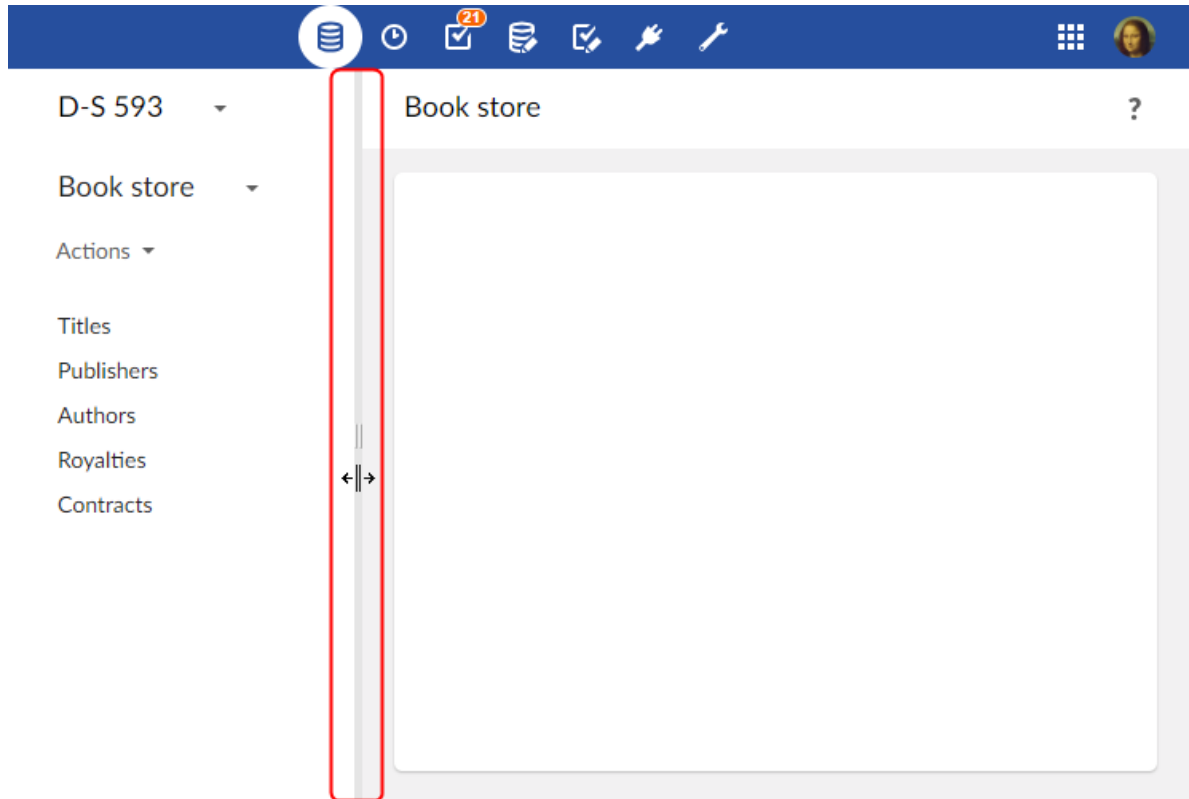 21
D-S 593
Book store
?
Book store
Actions
Titles
Publishers
Authors
Royalties
Contracts